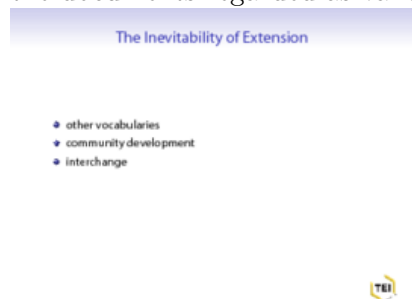 The Inevitability of Extension
other vocabularies
community development
interchange
TEI